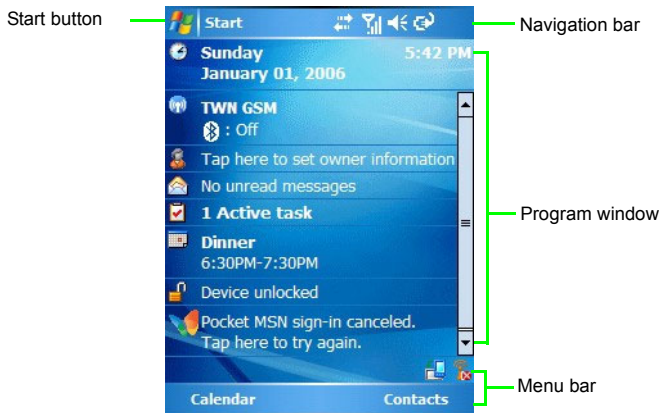 Start button
Start
Navigation bar
Sunday 5:42 PM
January 01, 2006
TWN GSM
: Off
Tap here to set owner information
No unread messages
1 Active task
Program window
Dinner
6:30PM-7:30PM
Device unlocked
Pocket MSN sign-in canceled.
Tap here to try again.
Menu bar
Calendar Contacts